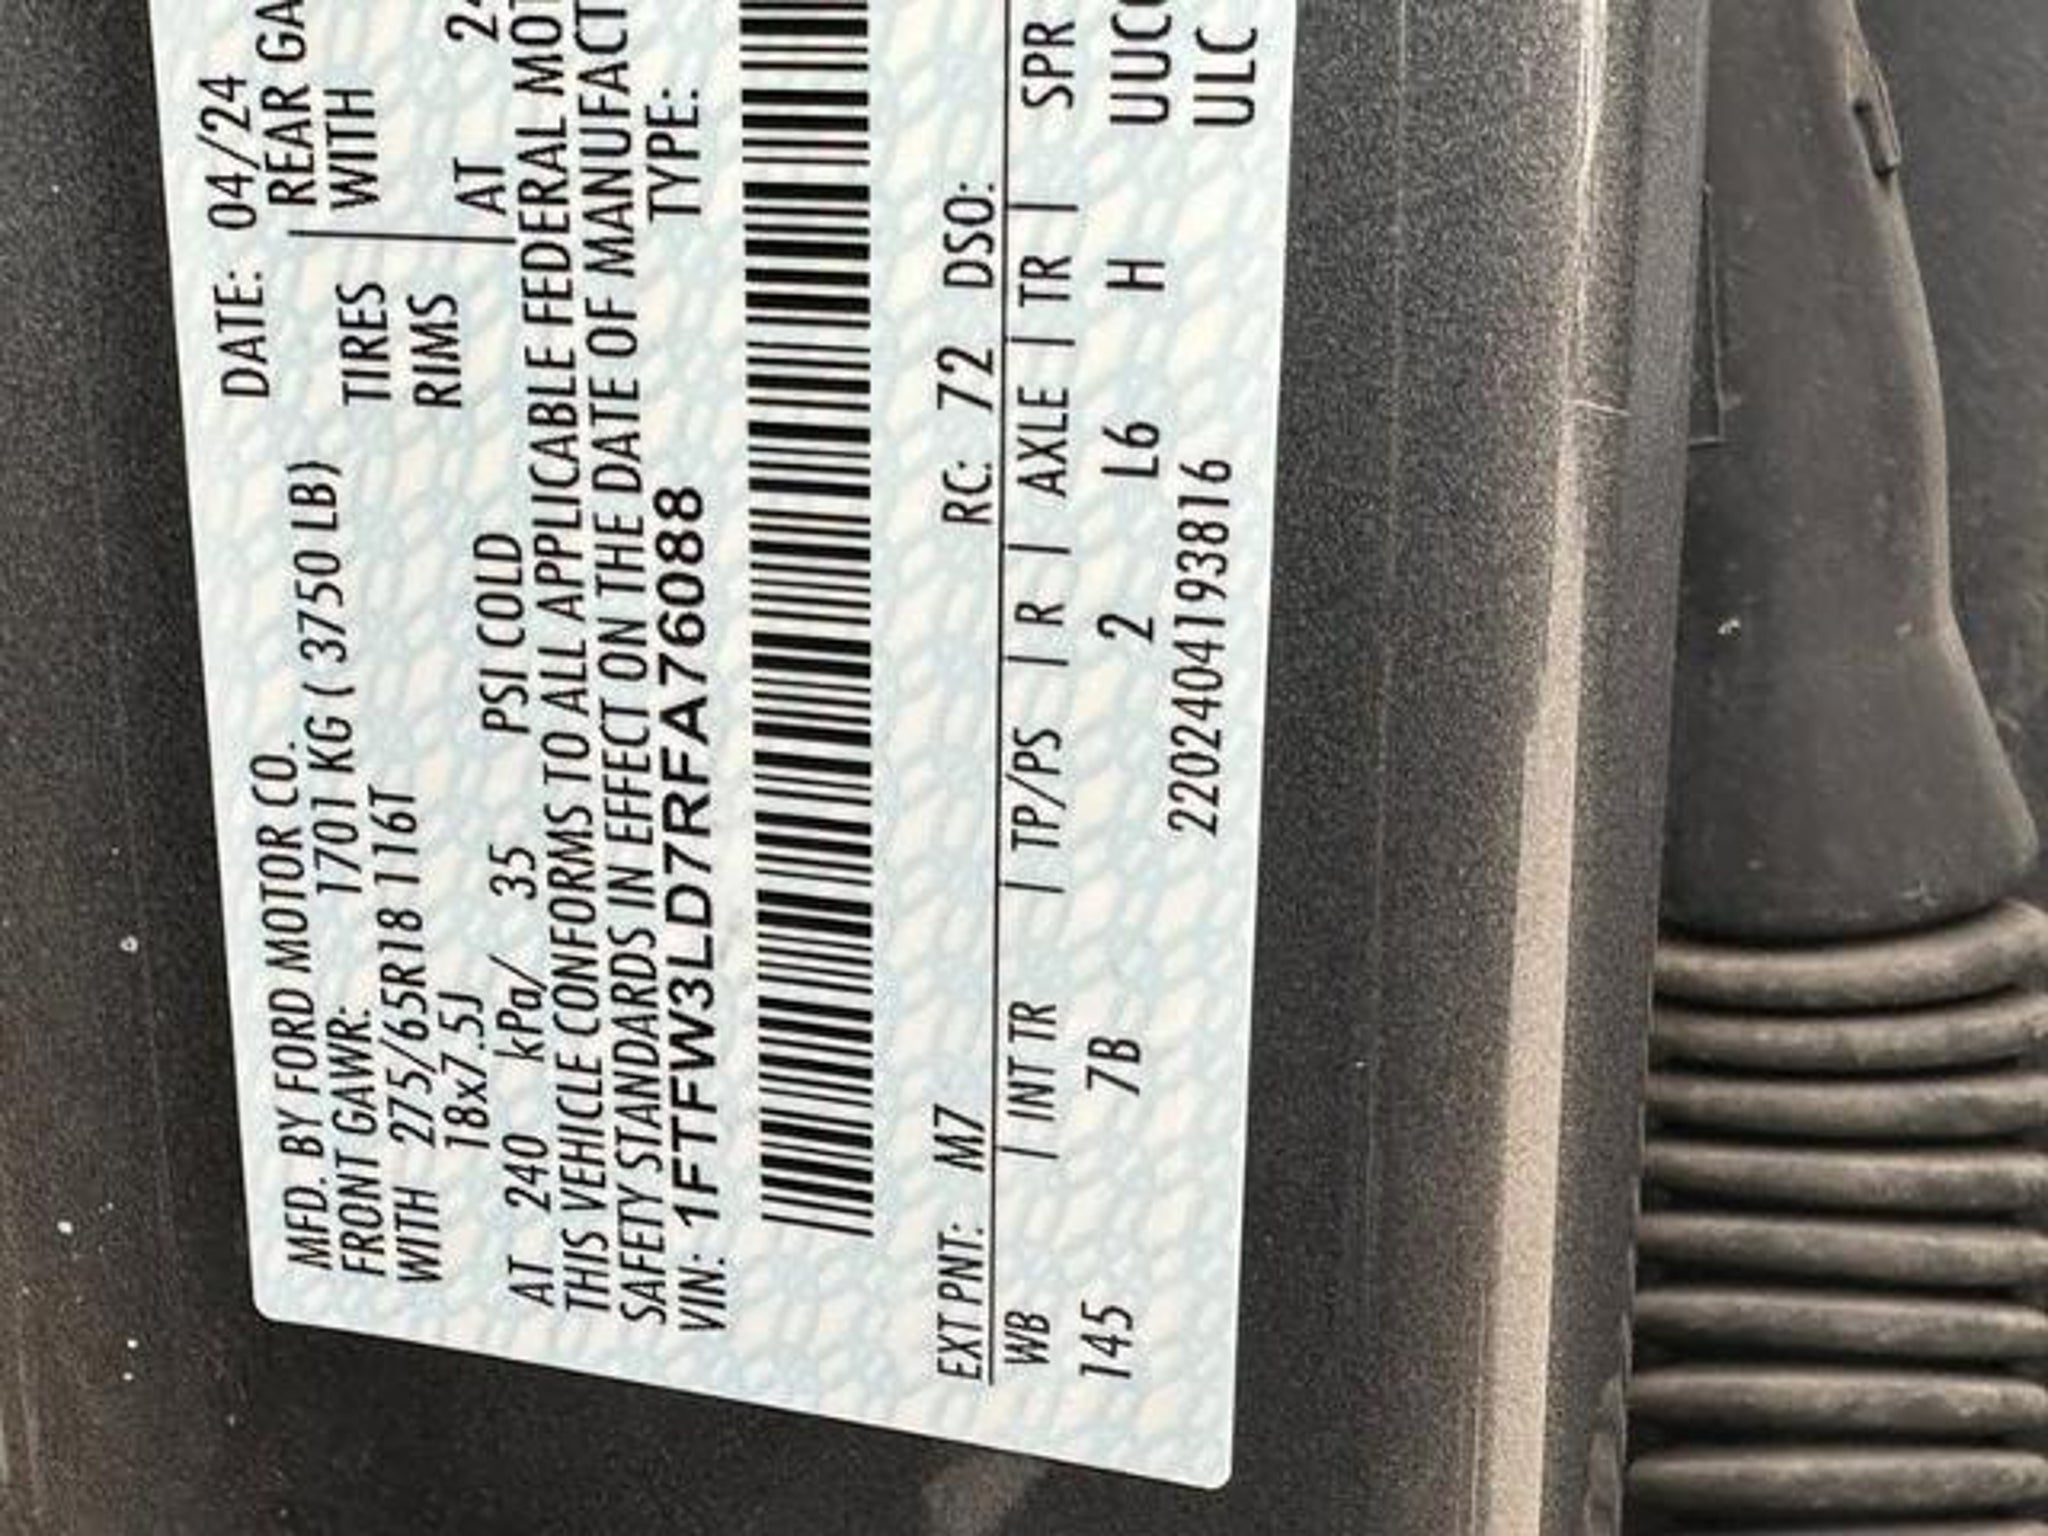 MFD. BY FORD MOTOR CO. DATE: 04/24
FRONT GAWR: 1701 KG ( 3750 LB) REAR GA
WITH 275/65R18 116T TIRES WITH
18x7.5J RIMS
AT 240 kPa/ 35 PSI COLD AT 24
THIS VEHICLE CONFORMS TO ALL APPLICABLE FEDERAL MOT
SAFETY STANDARDS IN EFFECT ON THE DATE OF MANUFACT
VIN: 1FTFW3LD7RFA76088 TYPE:
EXT PNT: M7 RC: 72 DSO:
WB | INT TR | TP/PS | R | AXLE | TR | SPR
145 7B 2 L6 H UUCC
2202404193816 ULC